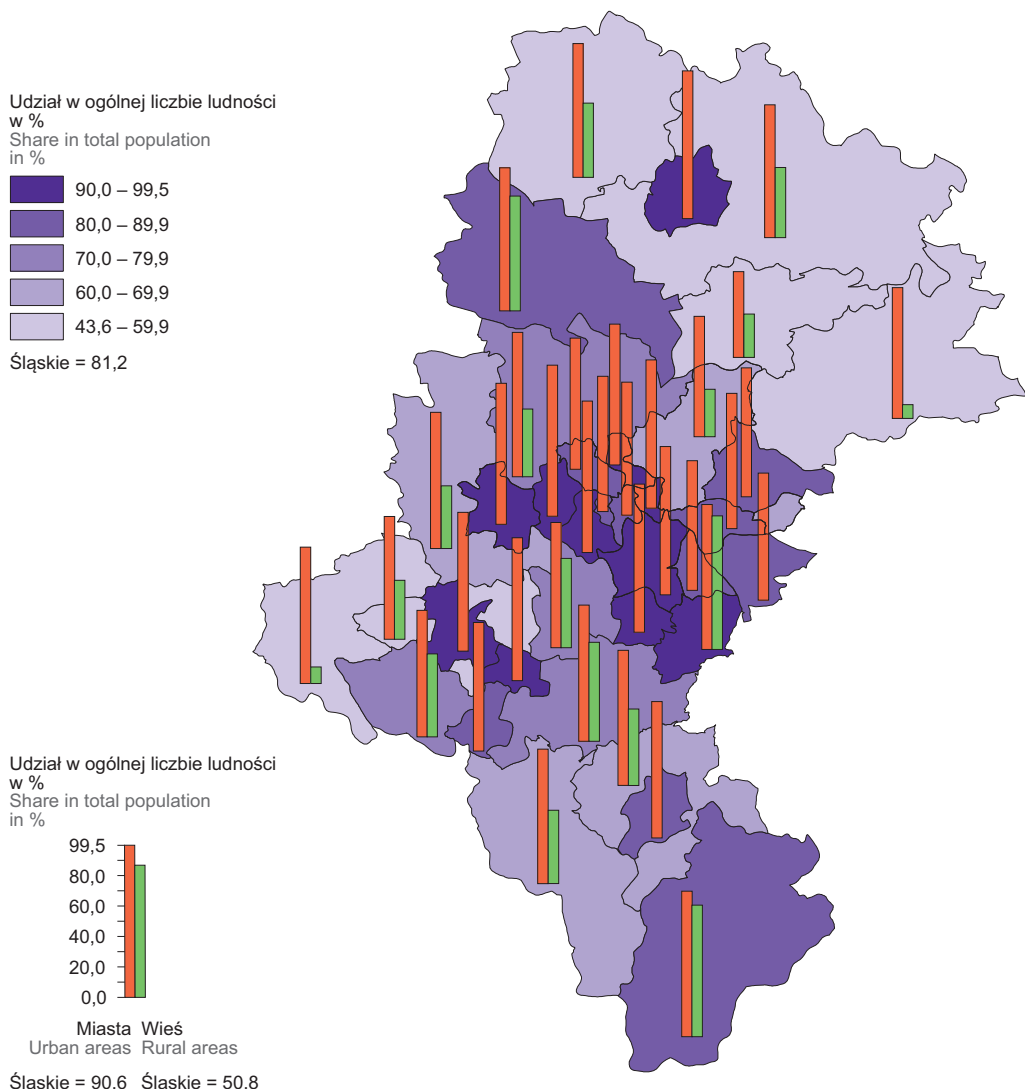 Udział w ogólnej liczbie ludności
w %
Share in total population
in %
90,0 – 99,5
80,0 – 89,9
70,0 – 79,9
60,0 – 69,9
43,6 – 59,9
Śląskie = 81,2
Udział w ogólnej liczbie ludności
w %
Share in total population
in %
99,5
80,0
60,0
40,0
20,0
0,0
Miasta Wieś
Urban areas Rural areas
Śląskie = 90,6 Śląskie = 50,8